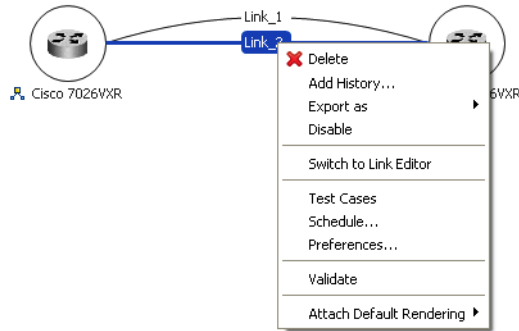 Link_1
Link_2
Cisco 7026VXR
6VXR
Delete
Add History...
Export as
Disable
Switch to Link Editor
Test Cases
Schedule...
Preferences...
Validate
Attach Default Rendering